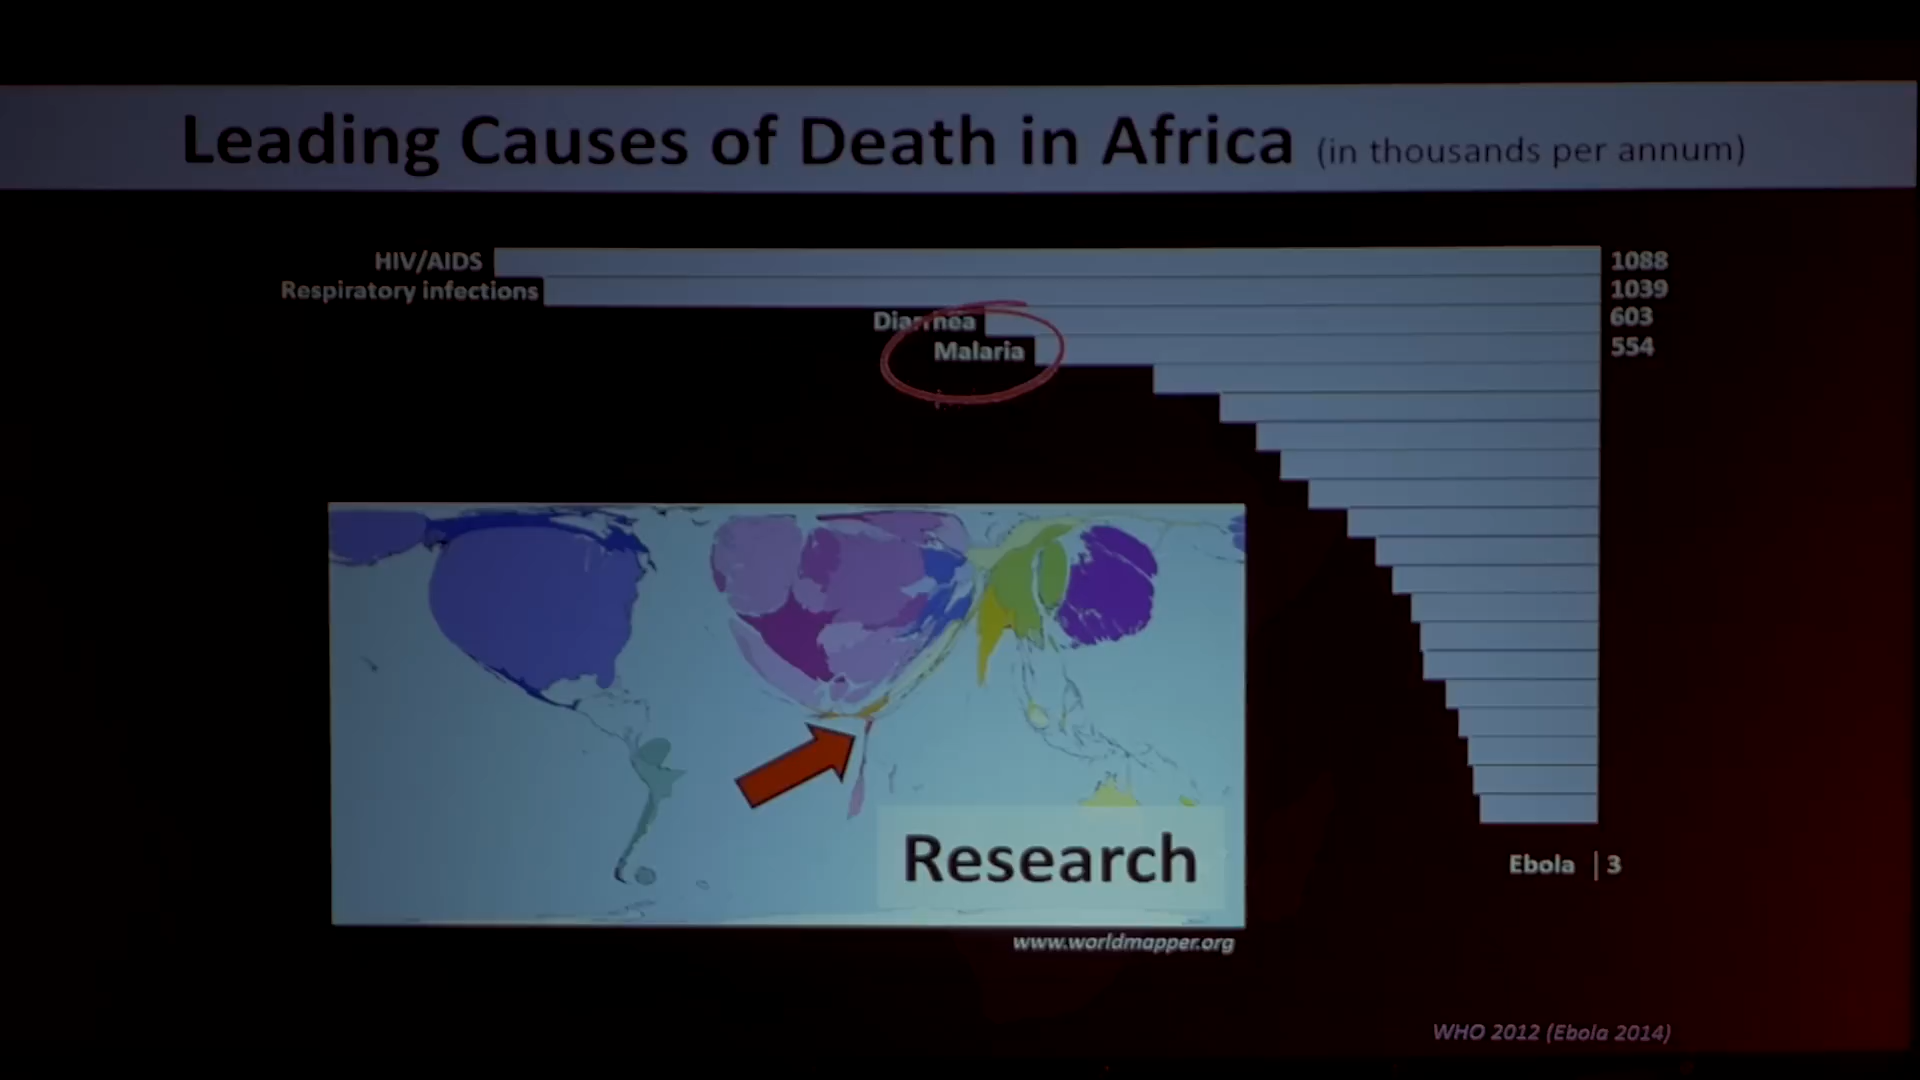 Leading Causes of Death in Africa (in thousands per annum)
HIV/AIDS 1088
Respiratory infections 1039
Diarrhea 603
Malaria 554
Research
Ebola | 3
www.worldmapper.org
WHO 2012 (Ebola 2014)